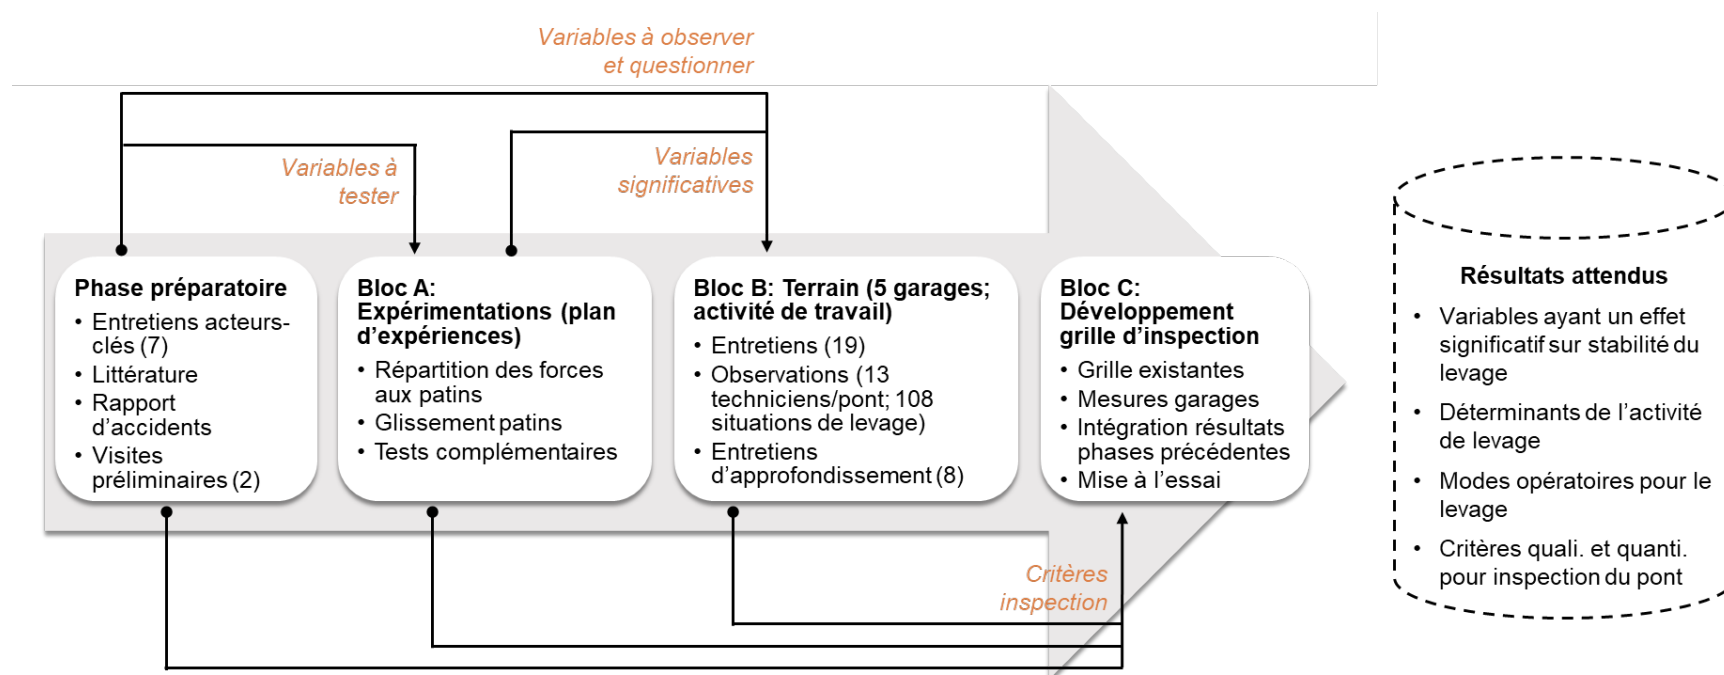 Variables à observer
et questionner
Variables à
tester
Variables
significatives
Phase préparatoire
• Entretiens acteurs-
clés (7)
• Littérature
• Rapport
d'accidents
• Visites
préliminaires (2)
Bloc A:
Expérimentations (plan
d'expériences)
• Répartition des forces
aux patins
• Glissement patins
• Tests complémentaires
Bloc B: Terrain (5 garages;
activité de travail)
• Entretiens (19)
• Observations (13
techniciens/pont; 108
situations de levage)
• Entretiens
d'approfondissement (8)
Bloc C:
Développement
grille d'inspection
• Grille existantes
• Mesures garages
• Intégration résultats
phases précédentes
• Mise à l'essai
Critères
inspection
Résultats attendus
• Variables ayant un effet
significatif sur stabilité du
levage
• Déterminants de l'activité
de levage
• Modes opératoires pour le
levage
• Critères quali. et quanti.
pour inspection du pont